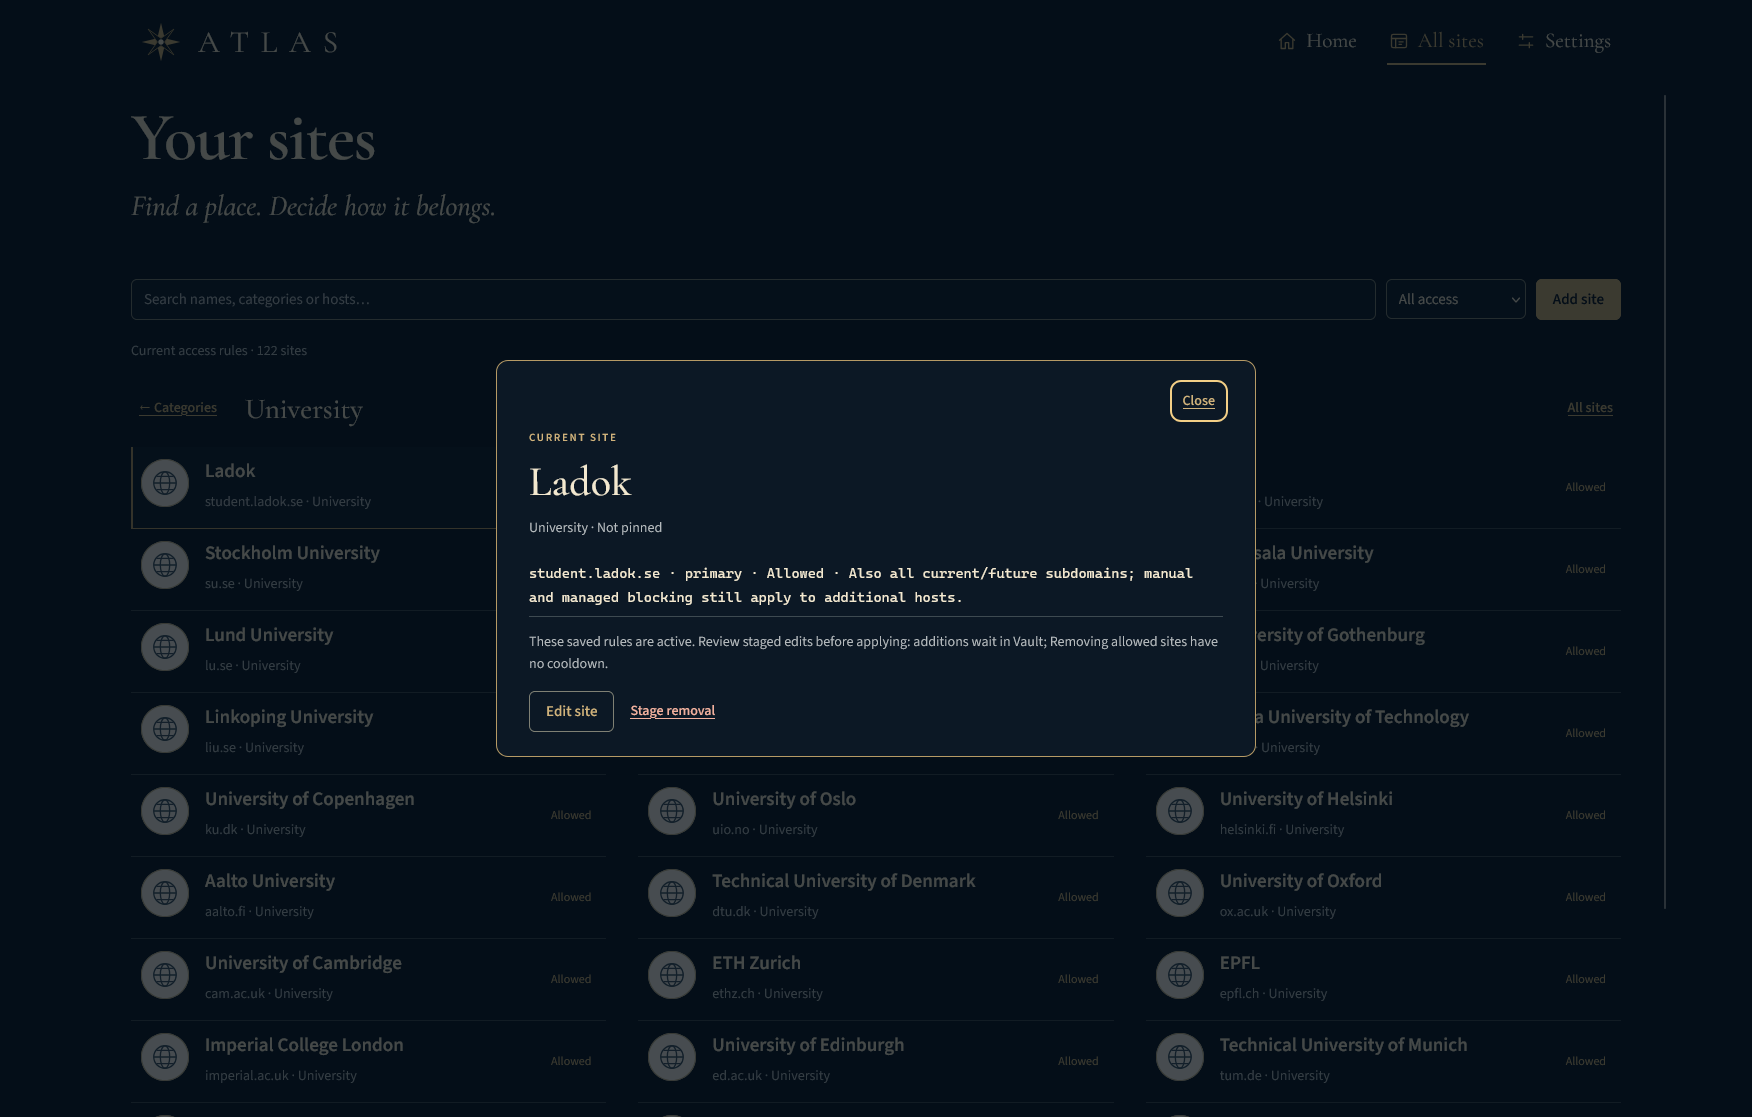 ATLAS
Home
All sites
Settings
Your sites
Find a place. Decide how it belongs.
Search names, categories or hosts...
All access
Add site
Current access rules · 122 sites
← Categories
University
All sites
Close
CURRENT SITE
Ladok
University · Not pinned
student.ladok.se · primary · Allowed · Also all current/future subdomains; manual
and managed blocking still apply to additional hosts.
These saved rules are active. Review staged edits before applying: additions wait in Vault; Removing allowed sites have
no cooldown.
Edit site
Stage removal
Ladok
student.ladok.se · University
· University
Allowed
Stockholm University
su.se · University
sala University
· University
Allowed
Lund University
lu.se · University
ersity of Gothenburg
University
Allowed
Linkoping University
liu.se · University
a University of Technology
· University
Allowed
University of Copenhagen
ku.dk · University
Allowed
University of Oslo
uio.no · University
Allowed
University of Helsinki
helsinki.fi · University
Allowed
Aalto University
aalto.fi · University
Allowed
Technical University of Denmark
dtu.dk · University
Allowed
University of Oxford
ox.ac.uk · University
Allowed
University of Cambridge
cam.ac.uk · University
Allowed
ETH Zurich
ethz.ch · University
Allowed
EPFL
epfl.ch · University
Allowed
Imperial College London
imperial.ac.uk · University
Allowed
University of Edinburgh
ed.ac.uk · University
Allowed
Technical University of Munich
tum.de · University
Allowed